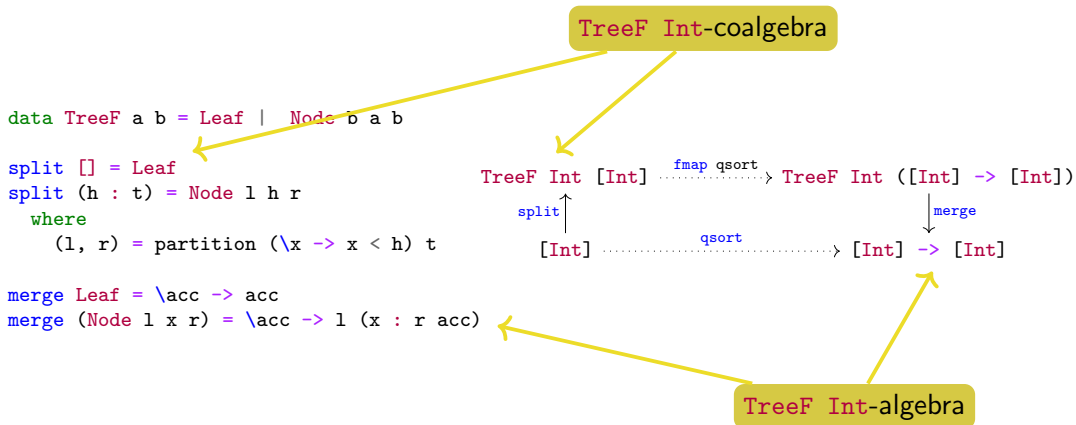 TreeF Int-coalgebra
data TreeF a b = Leaf | Node b a b
split [] = Leaf
split (h : t) = Node l h r
where
(l, r) = partition (\x -> x < h) t
merge Leaf = \acc -> acc
merge (Node l x r) = \acc -> l (x : r acc)
TreeF Int [Int] fmap qsort TreeF Int ([Int] -> [Int])
split merge
[Int] qsort [Int] -> [Int]
TreeF Int-algebra